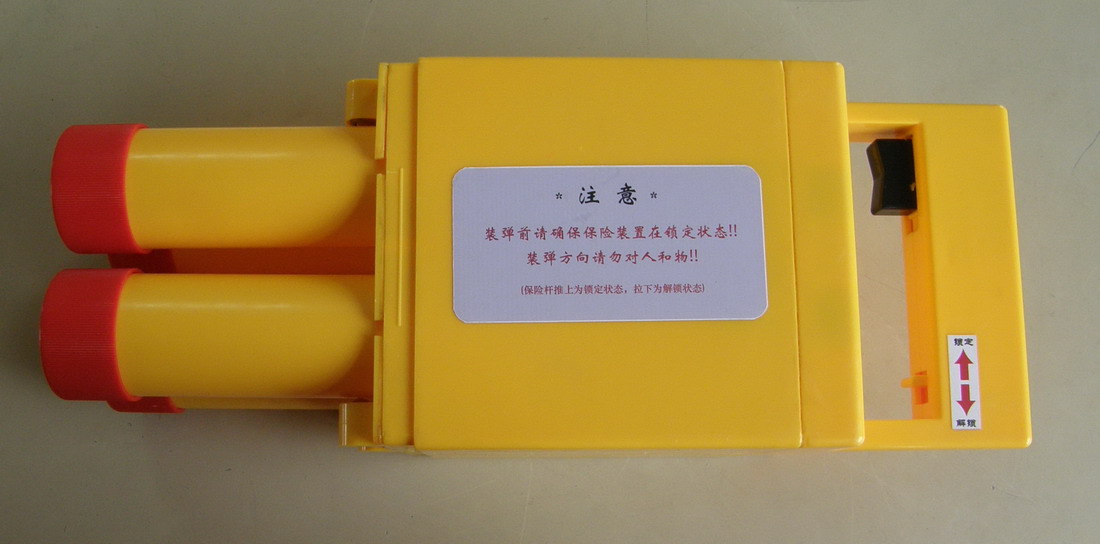 * 注 意 *
装弹前请确保保险装置在锁定状态!!
装弹方向请勿对人和物!!
(保险杆推上为锁定状态，拉下为解锁状态)
锁定
解锁